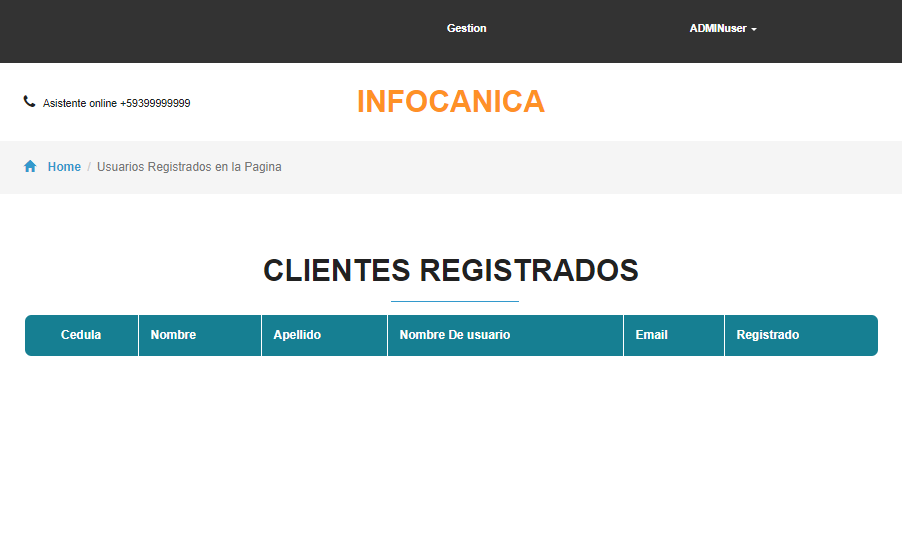 Gestion
ADMINuser
Asistente online +59399999999
INFOCANICA
Home / Usuarios Registrados en la Pagina
CLIENTES REGISTRADOS
Cedula Nombre Apellido Nombre De usuario Email Registrado